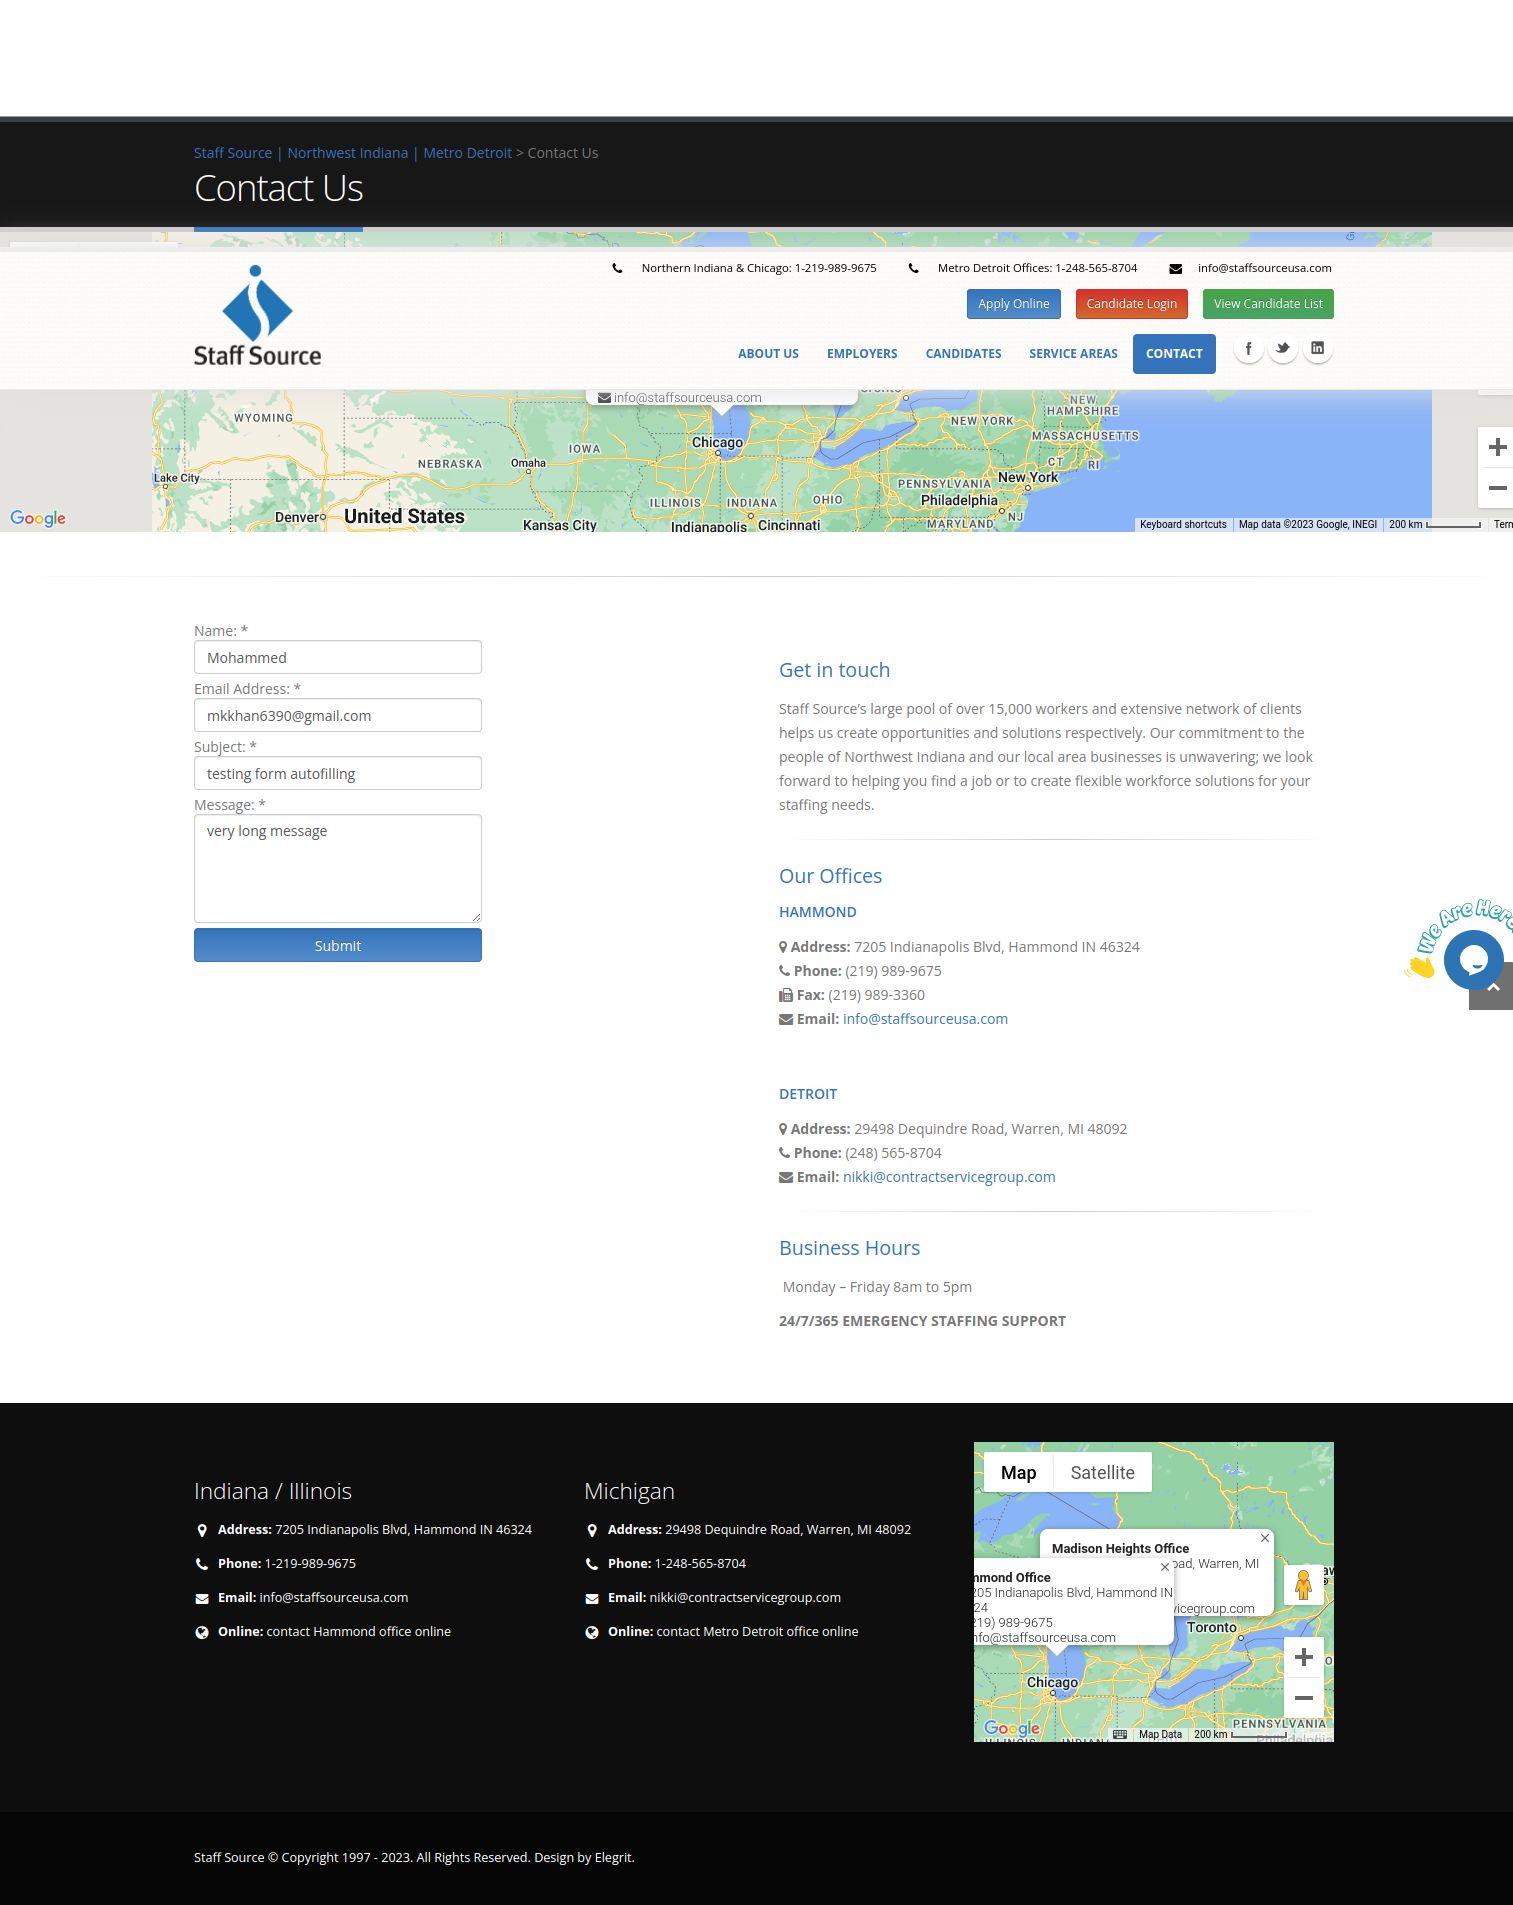 Staff Source | Northwest Indiana | Metro Detroit > Contact Us
Contact Us
Northern Indiana & Chicago: 1-219-989-9675
Metro Detroit Offices: 1-248-565-8704
info@staffsourceusa.com
Apply Online
Candidate Login
View Candidate List
Staff Source
ABOUT US
EMPLOYERS
CANDIDATES
SERVICE AREAS
CONTACT
info@staffsourceusa.com
WYOMING
NEW
HAMPSHIRE
NEW YORK
Chicago
MASSACHUSETTS
IOWA
NEBRASKA
Omaha
CT
RI
Lake City
New York
PENNSYLVANIA
ILLINOIS
INDIANA
OHIO
Philadelphia
Denver
United States
NJ
Kansas City
Indianapolis
Cincinnati
MARYLAND
Google
Keyboard shortcuts
Map data ©2023 Google, INEGI
200 km
Name: *
Mohammed
Email Address: *
mkkhan6390@gmail.com
Subject: *
testing form autofilling
Message: *
very long message
Submit
Get in touch
Staff Source’s large pool of over 15,000 workers and extensive network of clients
helps us create opportunities and solutions respectively. Our commitment to the
people of Northwest Indiana and our local area businesses is unwavering; we look
forward to helping you find a job or to create flexible workforce solutions for your
staffing needs.
Our Offices
HAMMOND
Address: 7205 Indianapolis Blvd, Hammond IN 46324
Phone: (219) 989-9675
Fax: (219) 989-3360
Email: info@staffsourceusa.com
We Are Here
DETROIT
Address: 29498 Dequindre Road, Warren, MI 48092
Phone: (248) 565-8704
Email: nikki@contractservicegroup.com
Business Hours
Monday – Friday 8am to 5pm
24/7/365 EMERGENCY STAFFING SUPPORT
Indiana / Illinois
Address: 7205 Indianapolis Blvd, Hammond IN 46324
Phone: 1-219-989-9675
Email: info@staffsourceusa.com
Online: contact Hammond office online
Michigan
Address: 29498 Dequindre Road, Warren, MI 48092
Phone: 1-248-565-8704
Email: nikki@contractservicegroup.com
Online: contact Metro Detroit office online
Map
Satellite
Madison Heights Office
oad, Warren, MI
nmond Office
205 Indianapolis Blvd, Hammond IN
24
219) 989-9675
nfo@staffsourceusa.com
vicegroup.com
Toronto
Chicago
PENNSYLVANIA
Google
Map Data
200 km
Staff Source © Copyright 1997 - 2023. All Rights Reserved. Design by Elegrit.